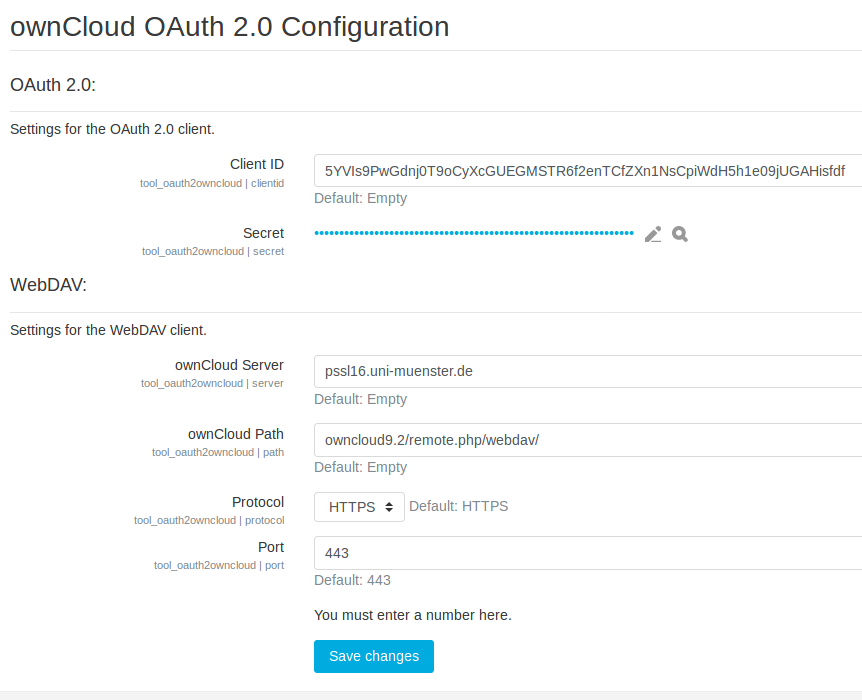 ownCloud OAuth 2.0 Configuration
OAuth 2.0:
Settings for the OAuth 2.0 client.
Client ID
5YVIs9PwGdnj0T9oCyXcGUEGMSTR6f2enTCfZXn1NsCpiWdH5h1e09jUGAHisfdf
tool_oauth2owncloud | clientid
Default: Empty
Secret
tool_oauth2owncloud | secret
WebDAV:
Settings for the WebDAV client.
ownCloud Server
pssl16.uni-muenster.de
tool_oauth2owncloud | server
Default: Empty
ownCloud Path
owncloud9.2/remote.php/webdav/
tool_oauth2owncloud | path
Default: Empty
Protocol
HTTPS
Default: HTTPS
tool_oauth2owncloud | protocol
Port
443
tool_oauth2owncloud | port
Default: 443
You must enter a number here.
Save changes